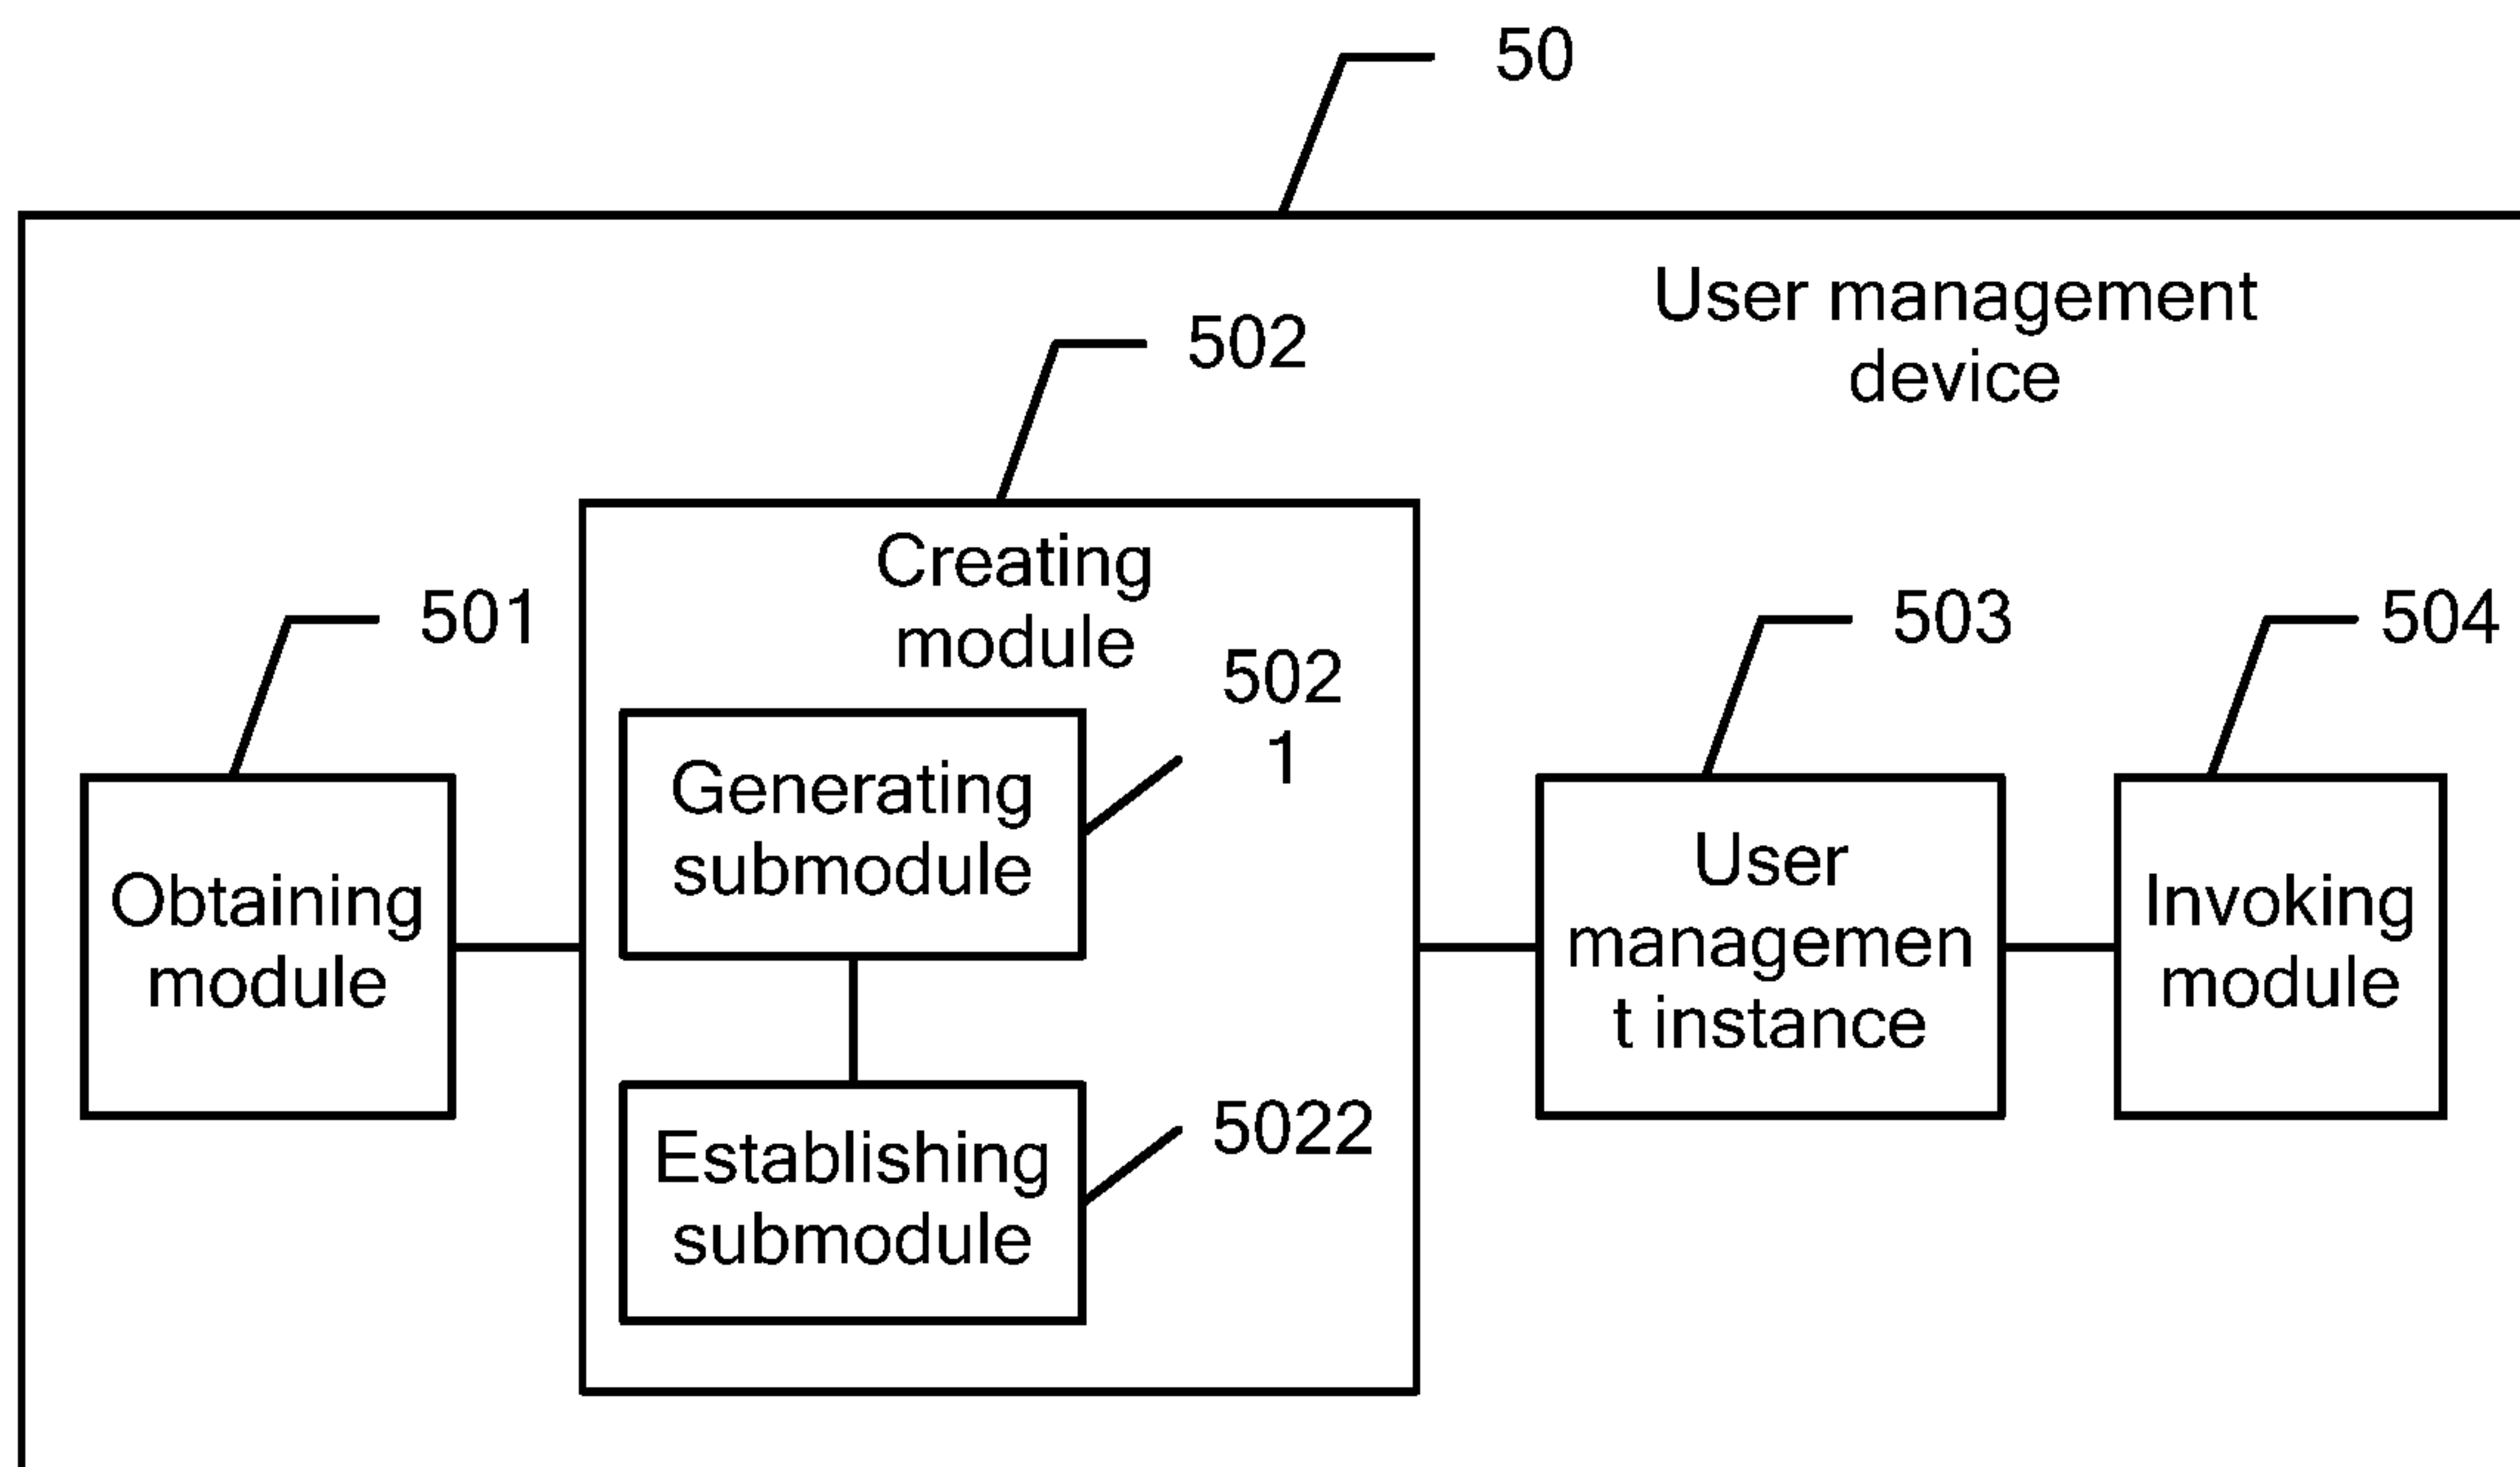 50
User management
device
502
Creating
module
501
502
1
503
504
Generating
submodule
Obtaining
module
User
managemen
t instance
Invoking
module
5022
Establishing
submodule